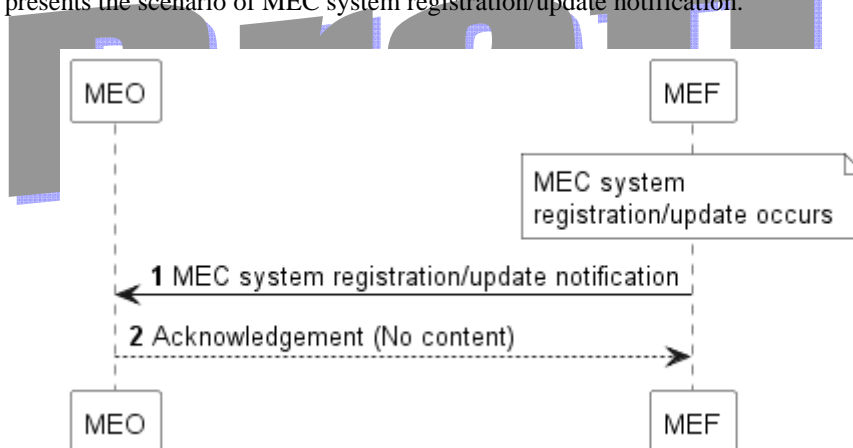 presents the scenario of MEC system registration/update notification.
MEO
MEF
MEC system
registration/update occurs
1 MEC system registration/update notification
2 Acknowledgement (No content)
MEO
MEF